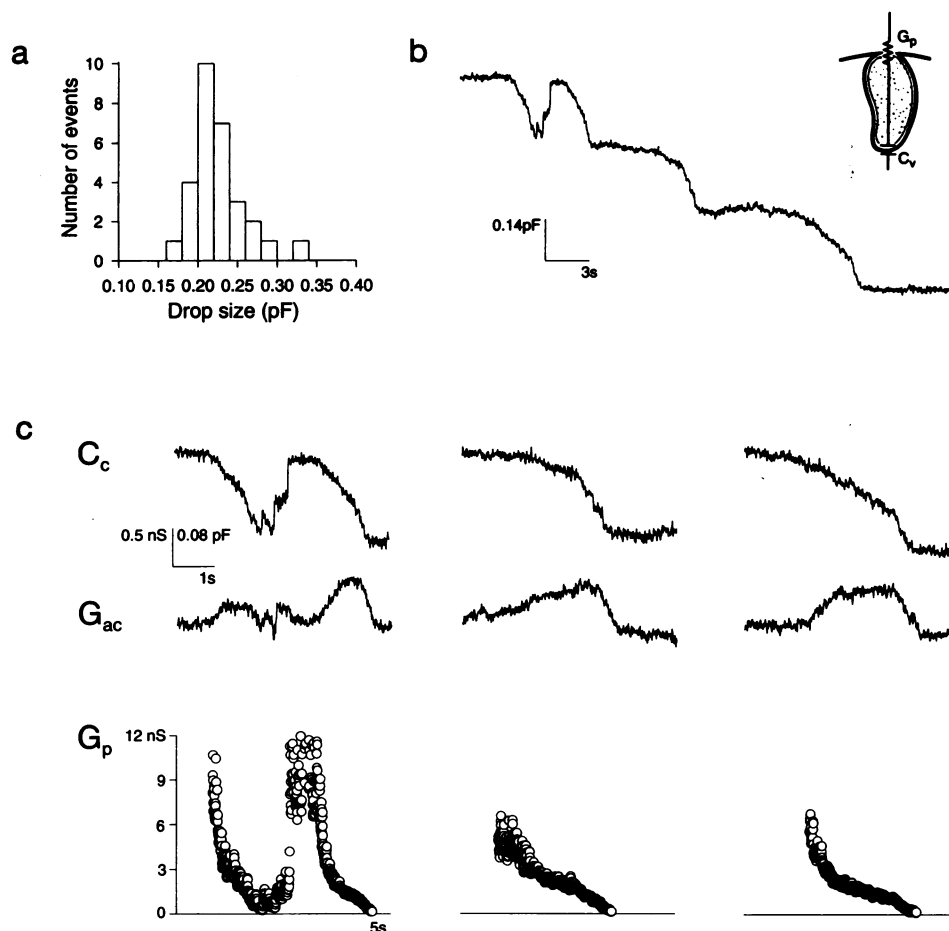 a
Number of events
10
8
6
4
2
0
0.10 0.15 0.20 0.25 0.30 0.35 0.40
Drop size (pF)
b
Gp
Cv
0.14pF
3s
c
Cc
0.5 nS 0.08 pF
1s
Gac
Gp
12 nS
9
6
3
0
5s